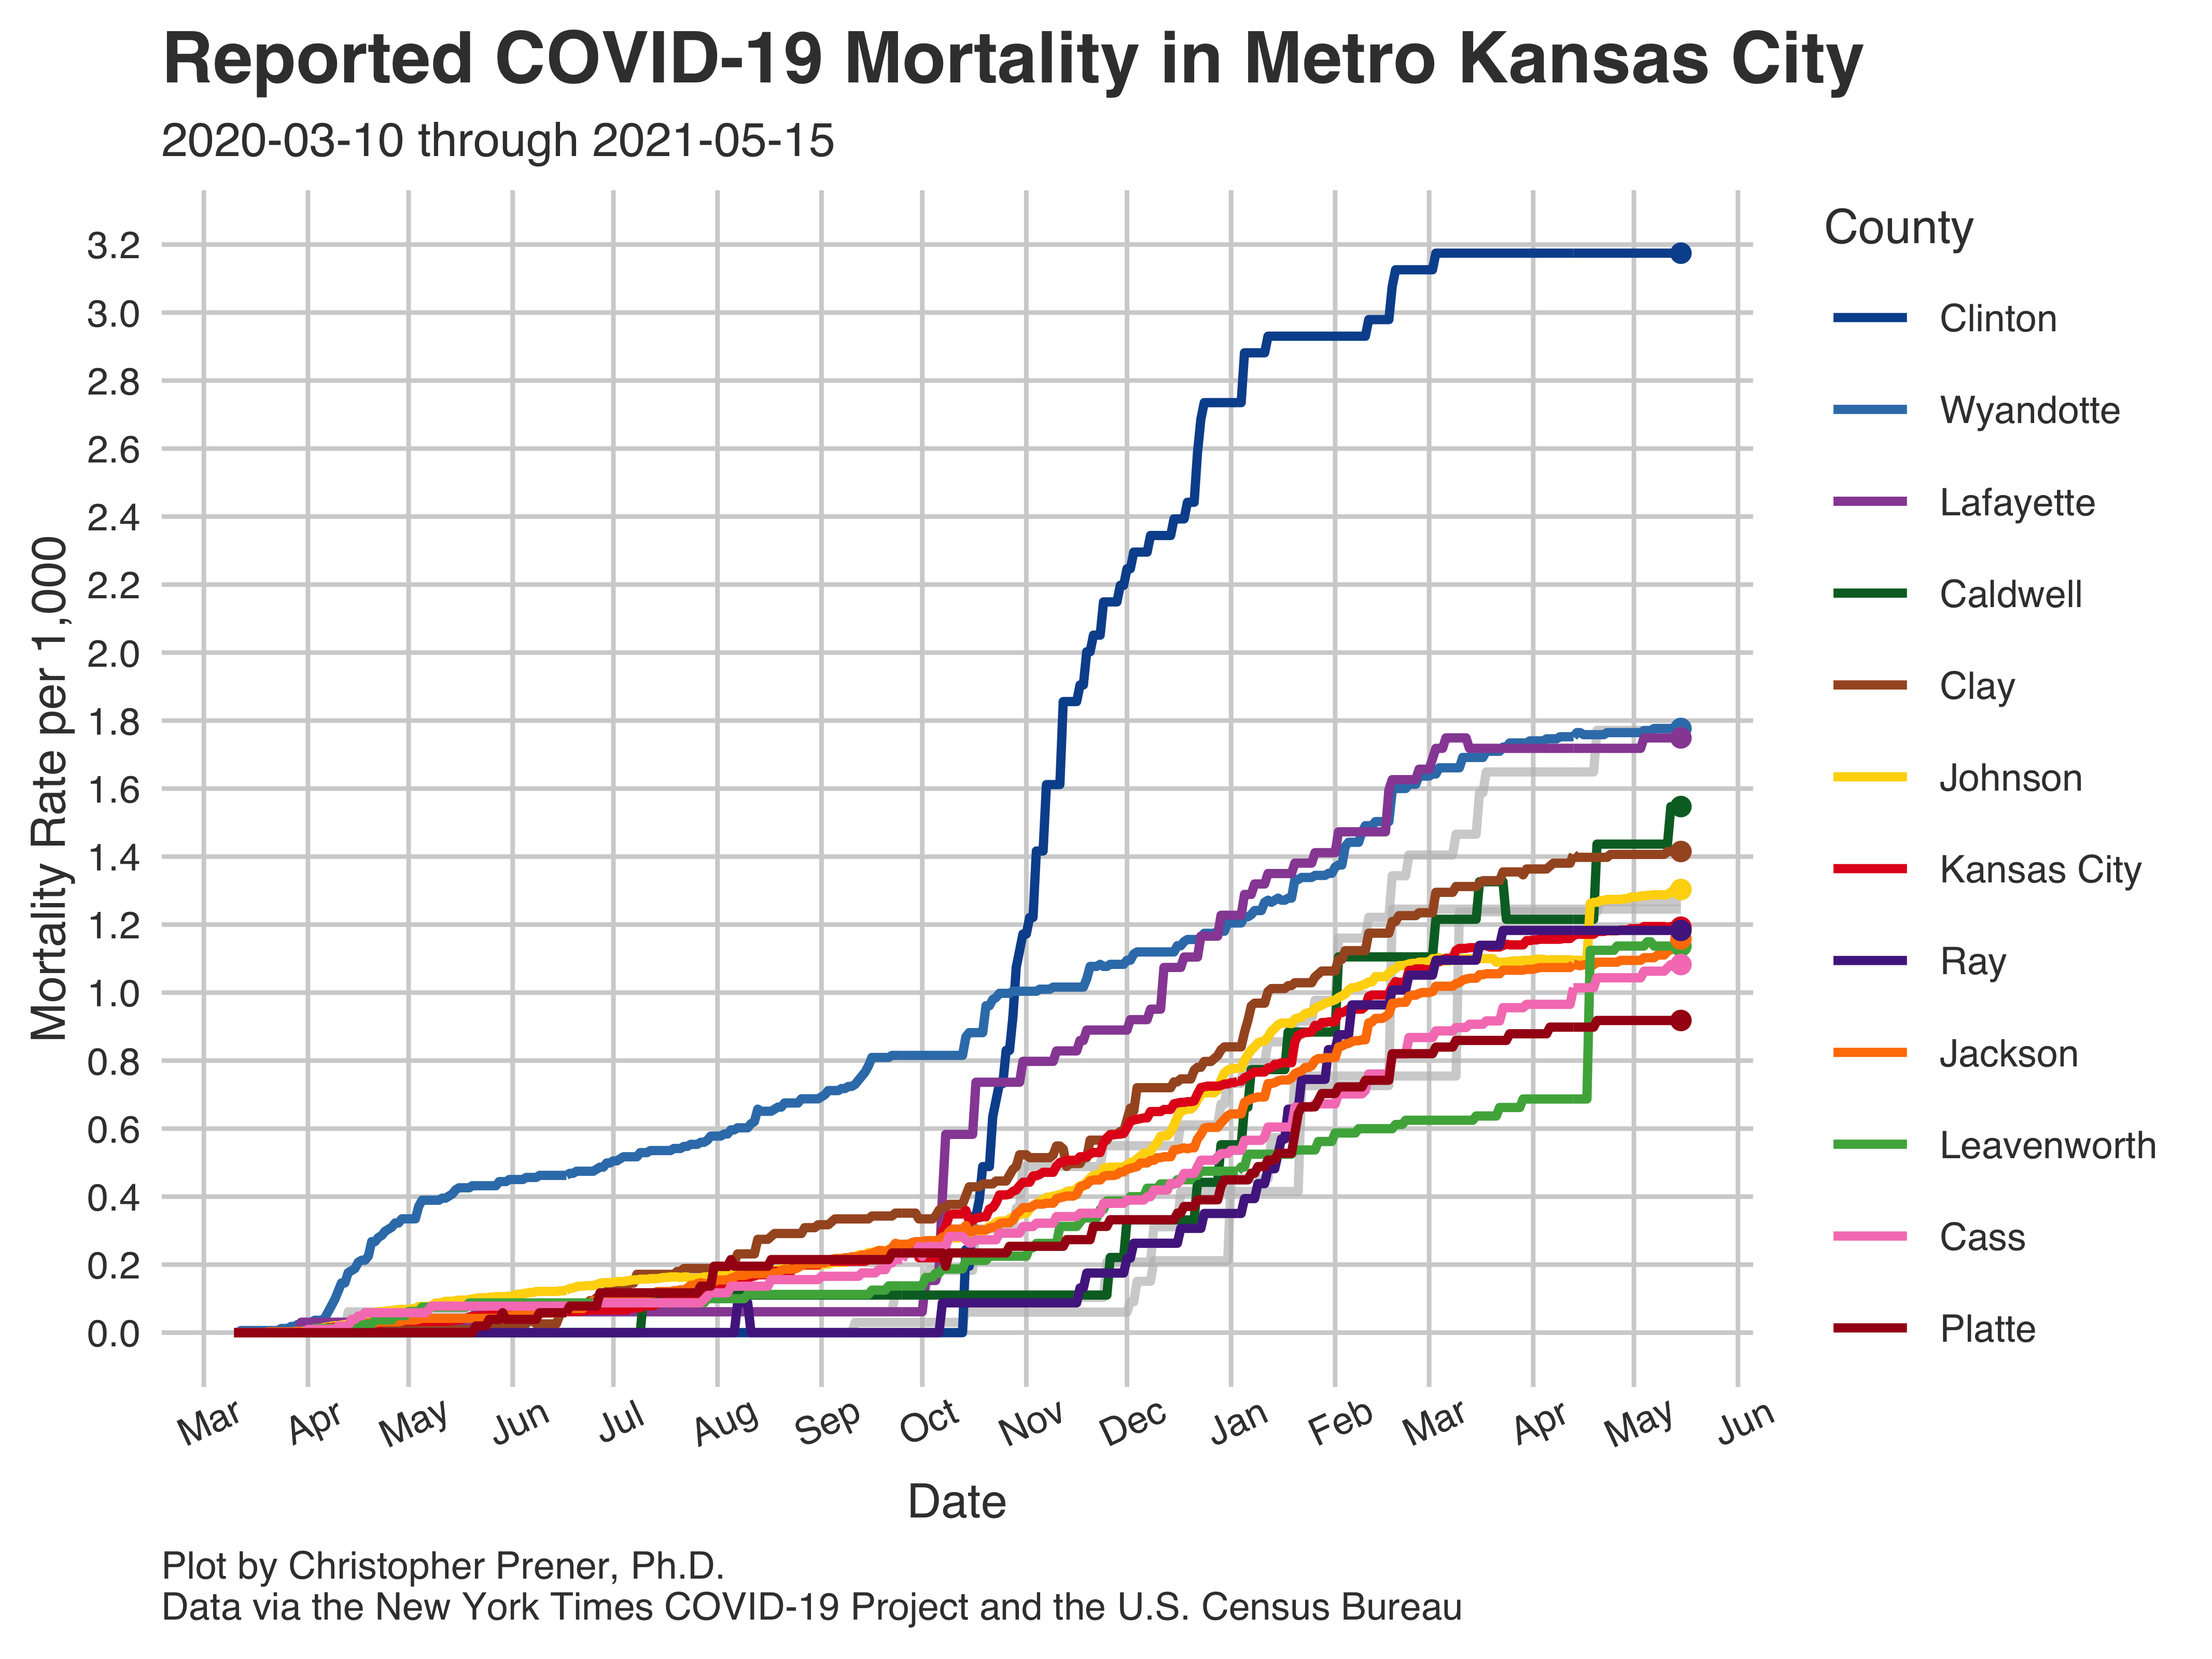 Reported COVID-19 Mortality in Metro Kansas City
2020-03-10 through 2021-05-15
Mortality Rate per 1,000
3.2
3.0
2.8
2.6
2.4
2.2
2.0
1.8
1.6
1.4
1.2
1.0
0.8
0.6
0.4
0.2
0.0
Mar Apr May Jun Jul Aug Sep Oct Nov Dec Jan Feb Mar Apr May Jun
Date
County
Clinton
Wyandotte
Lafayette
Caldwell
Clay
Johnson
Kansas City
Ray
Jackson
Leavenworth
Cass
Platte
Plot by Christopher Prener, Ph.D.
Data via the New York Times COVID-19 Project and the U.S. Census Bureau